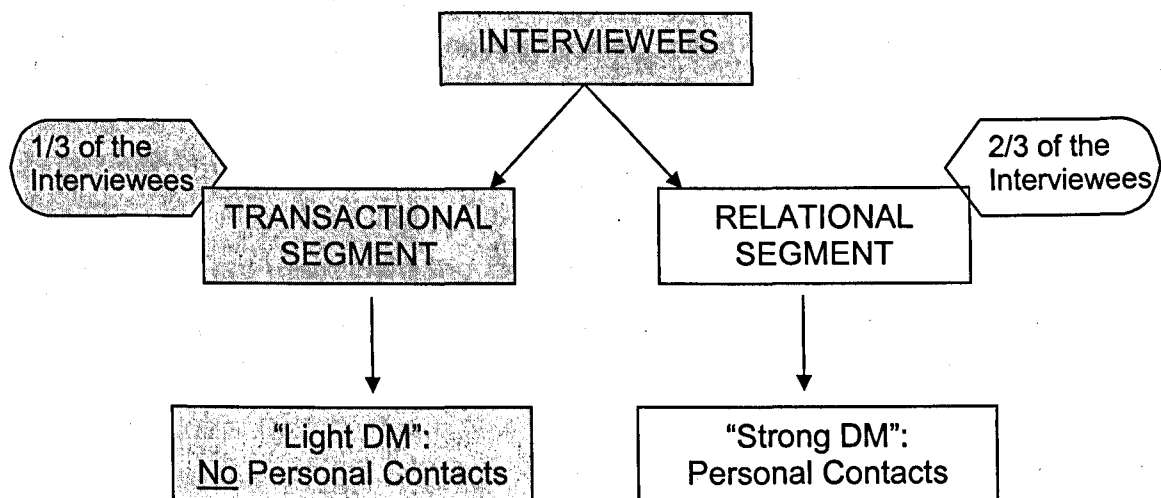 INTERVIEWEES
1/3 of the
Interviewees
2/3 of the
Interviewees
TRANSACTIONAL
SEGMENT
RELATIONAL
SEGMENT
“Light DM”:
No Personal Contacts
“Strong DM”:
Personal Contacts